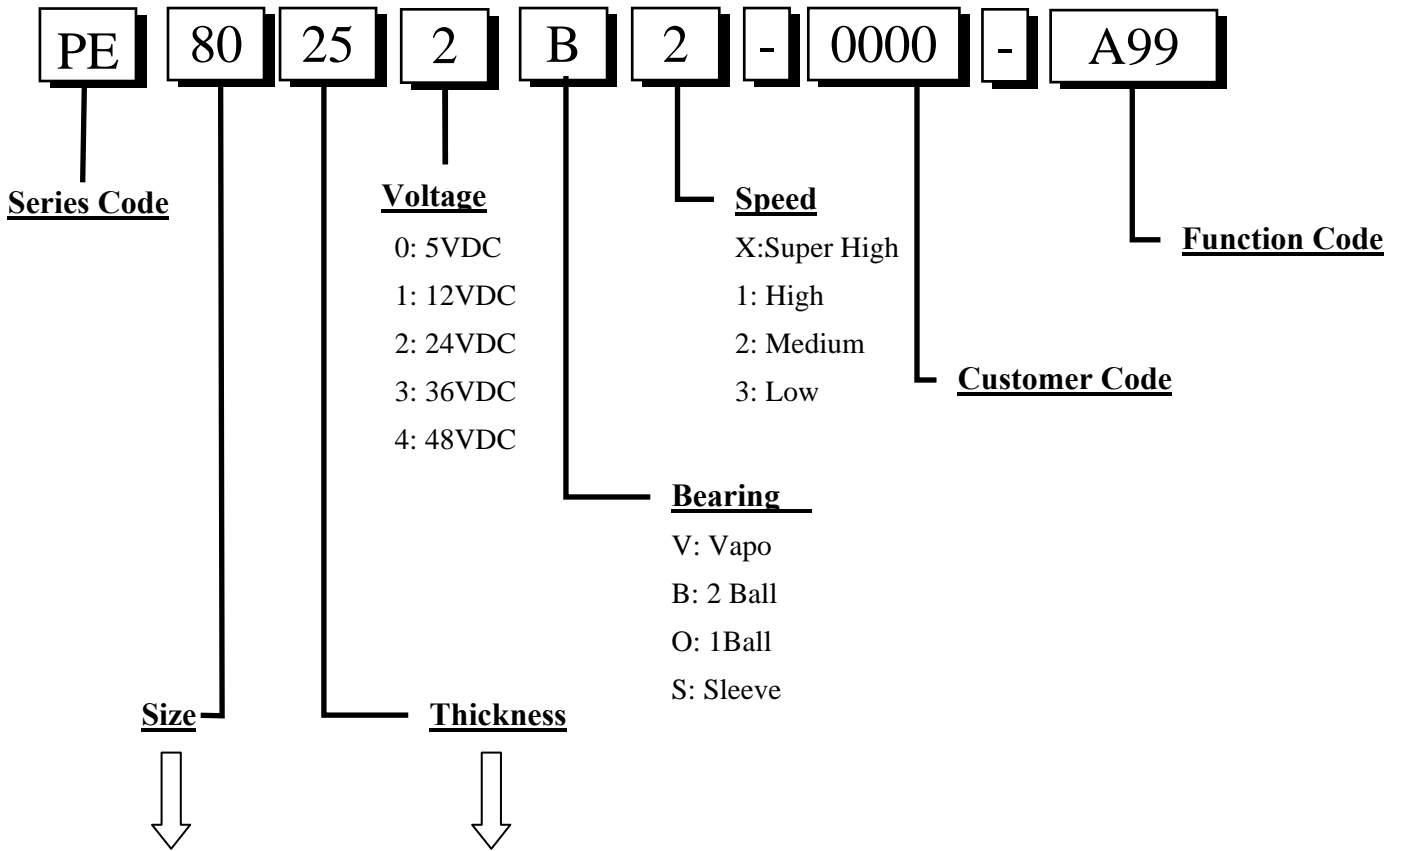 PE 80 25 2 B 2 - 0000 - A99
Series Code
Voltage
0: 5VDC
1: 12VDC
2: 24VDC
3: 36VDC
4: 48VDC
Speed
X:Super High
1: High
2: Medium
3: Low
Function Code
Customer Code
Bearing
V: Vapo
B: 2 Ball
O: 1Ball
S: Sleeve
Size
Thickness